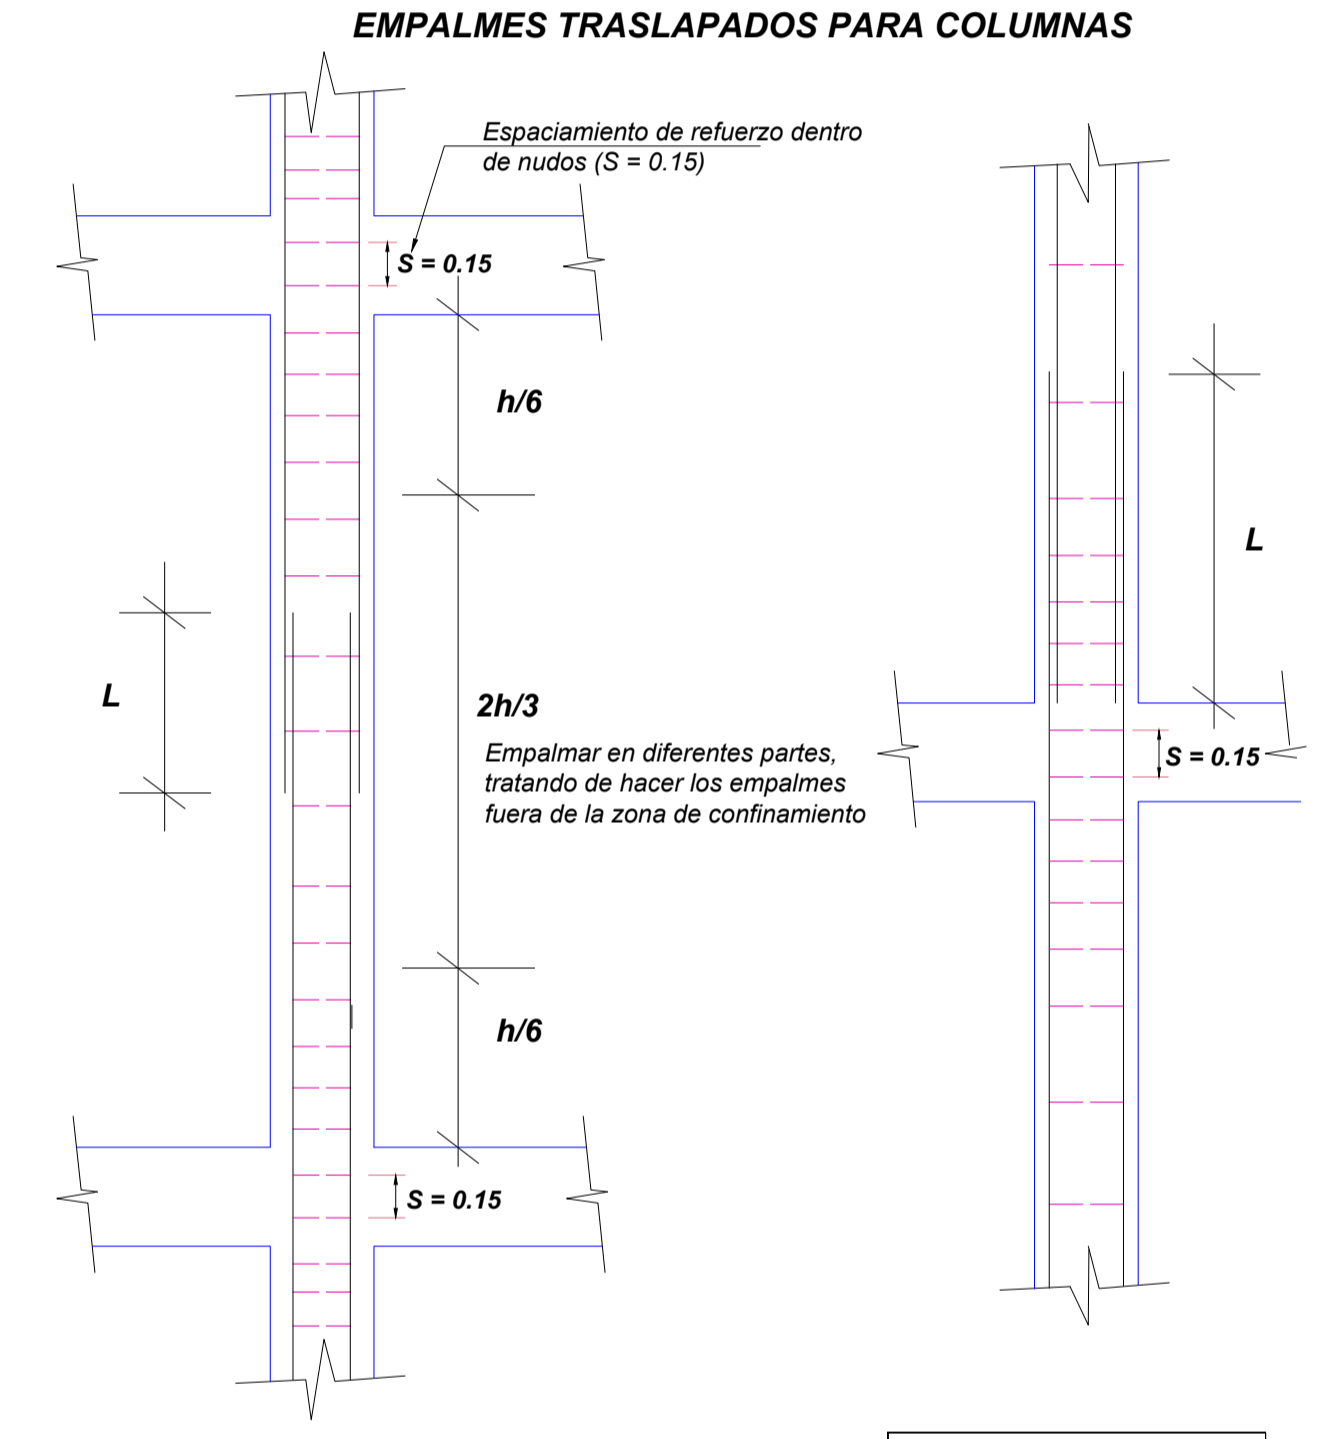 EMPALMES TRASLAPADOS PARA COLUMNAS
Espaciamiento de refuerzo dentro
de nudos (S = 0.15)
S = 0.15
h/6
L
2h/3
Empalmar en diferentes partes,
tratando de hacer los empalmes
fuera de la zona de confinamiento
h/6
S = 0.15
L
S = 0.15